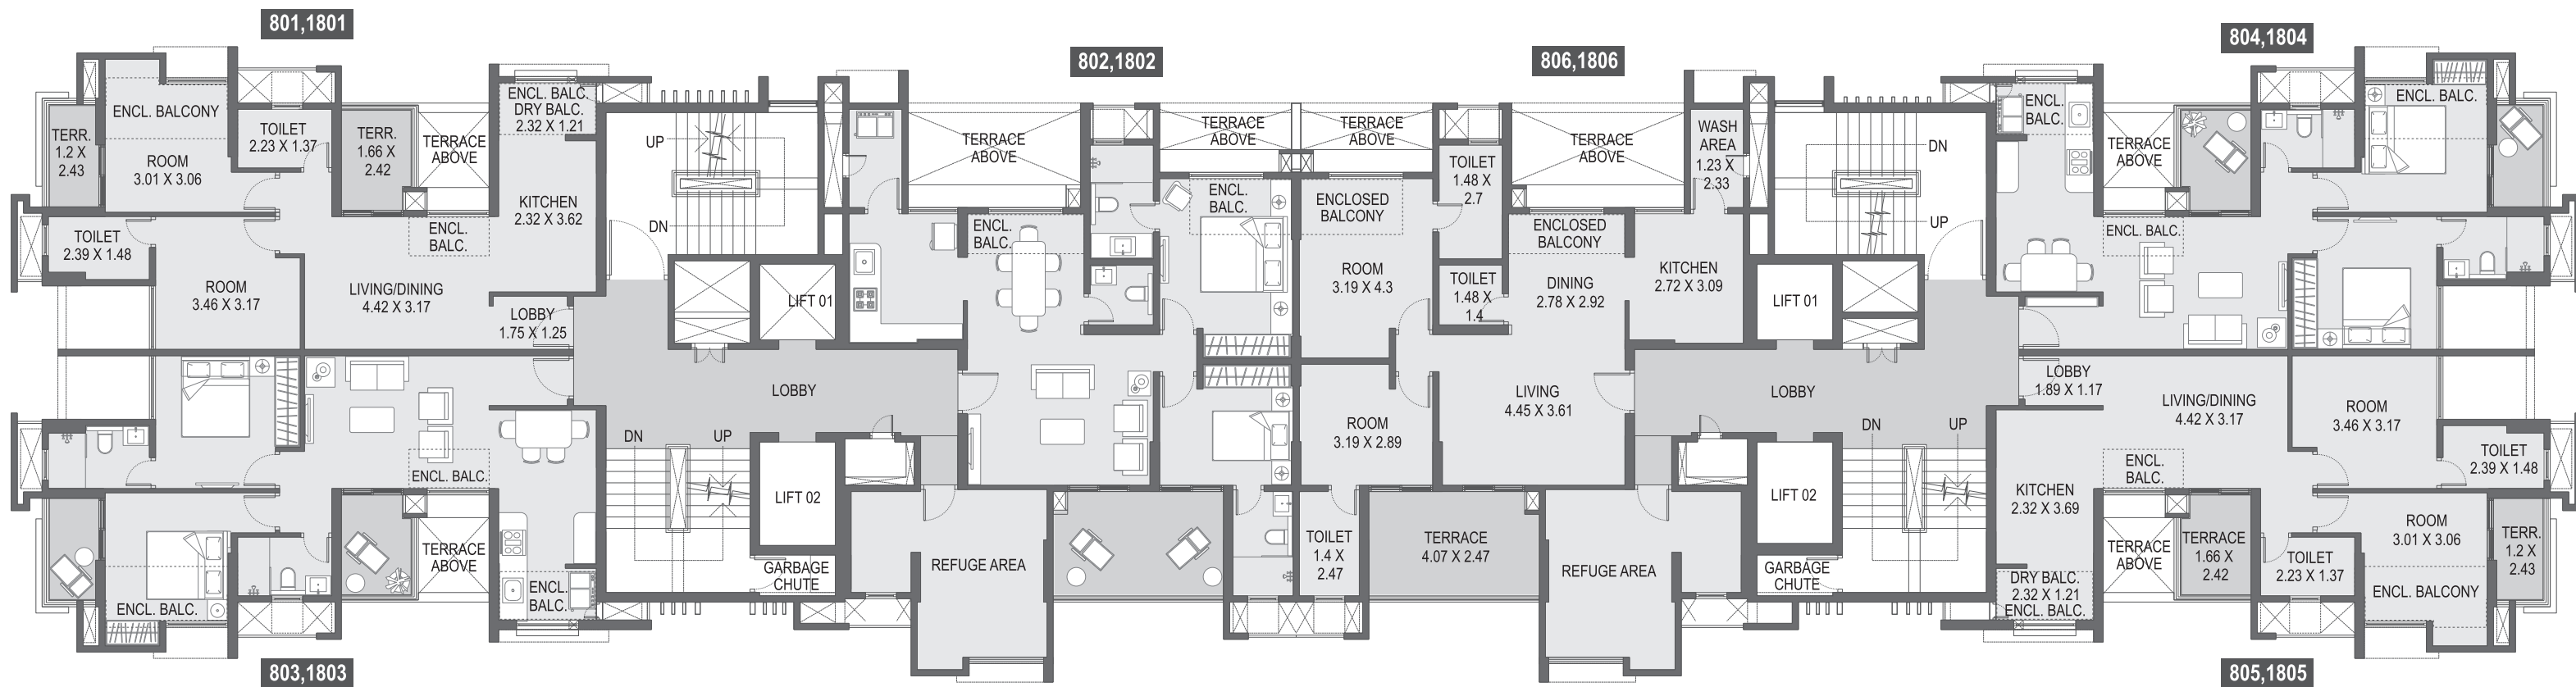 801,1801
804,1804
802,1802
806,1806
ENCL. BALCONY
ROOM
3.01 X 3.06
TERR.
1.2 X
2.43
TOILET
2.23 X 1.37
TERR.
1.66 X
2.42
TERRACE
ABOVE
ENCL. BALC.
DRY BALC.
2.32 X 1.21
KITCHEN
2.32 X 3.62
TOILET
2.39 X 1.48
ROOM
3.46 X 3.17
ENCL.
BALC.
LIVING/DINING
4.42 X 3.17
LOBBY
1.75 X 1.25
UP
DN
LIFT 01
LOBBY
DN
UP
LIFT 02
GARBAGE
CHUTE
ENCL. BALC.
TERRACE
ABOVE
ENCL. BALC.
ENCL.
BALC.
TERRACE
ABOVE
ENCL.
BALC.
TERRACE
ABOVE
ENCL.
BALC.
REFUGE AREA
TERRACE
ABOVE
ENCLOSED
BALCONY
ROOM
3.19 X 4.3
TOILET
1.48 X
2.7
TOILET
1.48 X
1.4
TERRACE
ABOVE
ENCLOSED
BALCONY
DINING
2.78 X 2.92
WASH
AREA
1.23 X
2.33
KITCHEN
2.72 X 3.09
LIVING
4.45 X 3.61
ROOM
3.19 X 2.89
TOILET
1.4 X
2.47
TERRACE
4.07 X 2.47
REFUGE AREA
DN
UP
LIFT 01
LOBBY
DN
UP
LIFT 02
GARBAGE
CHUTE
ENCL.
BALC.
TERRACE
ABOVE
ENCL. BALC.
ENCL. BALC.
LOBBY
1.89 X 1.17
LIVING/DINING
4.42 X 3.17
ROOM
3.46 X 3.17
TOILET
2.39 X 1.48
ENCL.
BALC.
KITCHEN
2.32 X 3.69
DRY BALC.
2.32 X 1.21
ENCL. BALC.
TERRACE
ABOVE
TERRACE
1.66 X
2.42
TOILET
2.23 X 1.37
ROOM
3.01 X 3.06
ENCL. BALCONY
TERR.
1.2 X
2.43
803,1803
805,1805